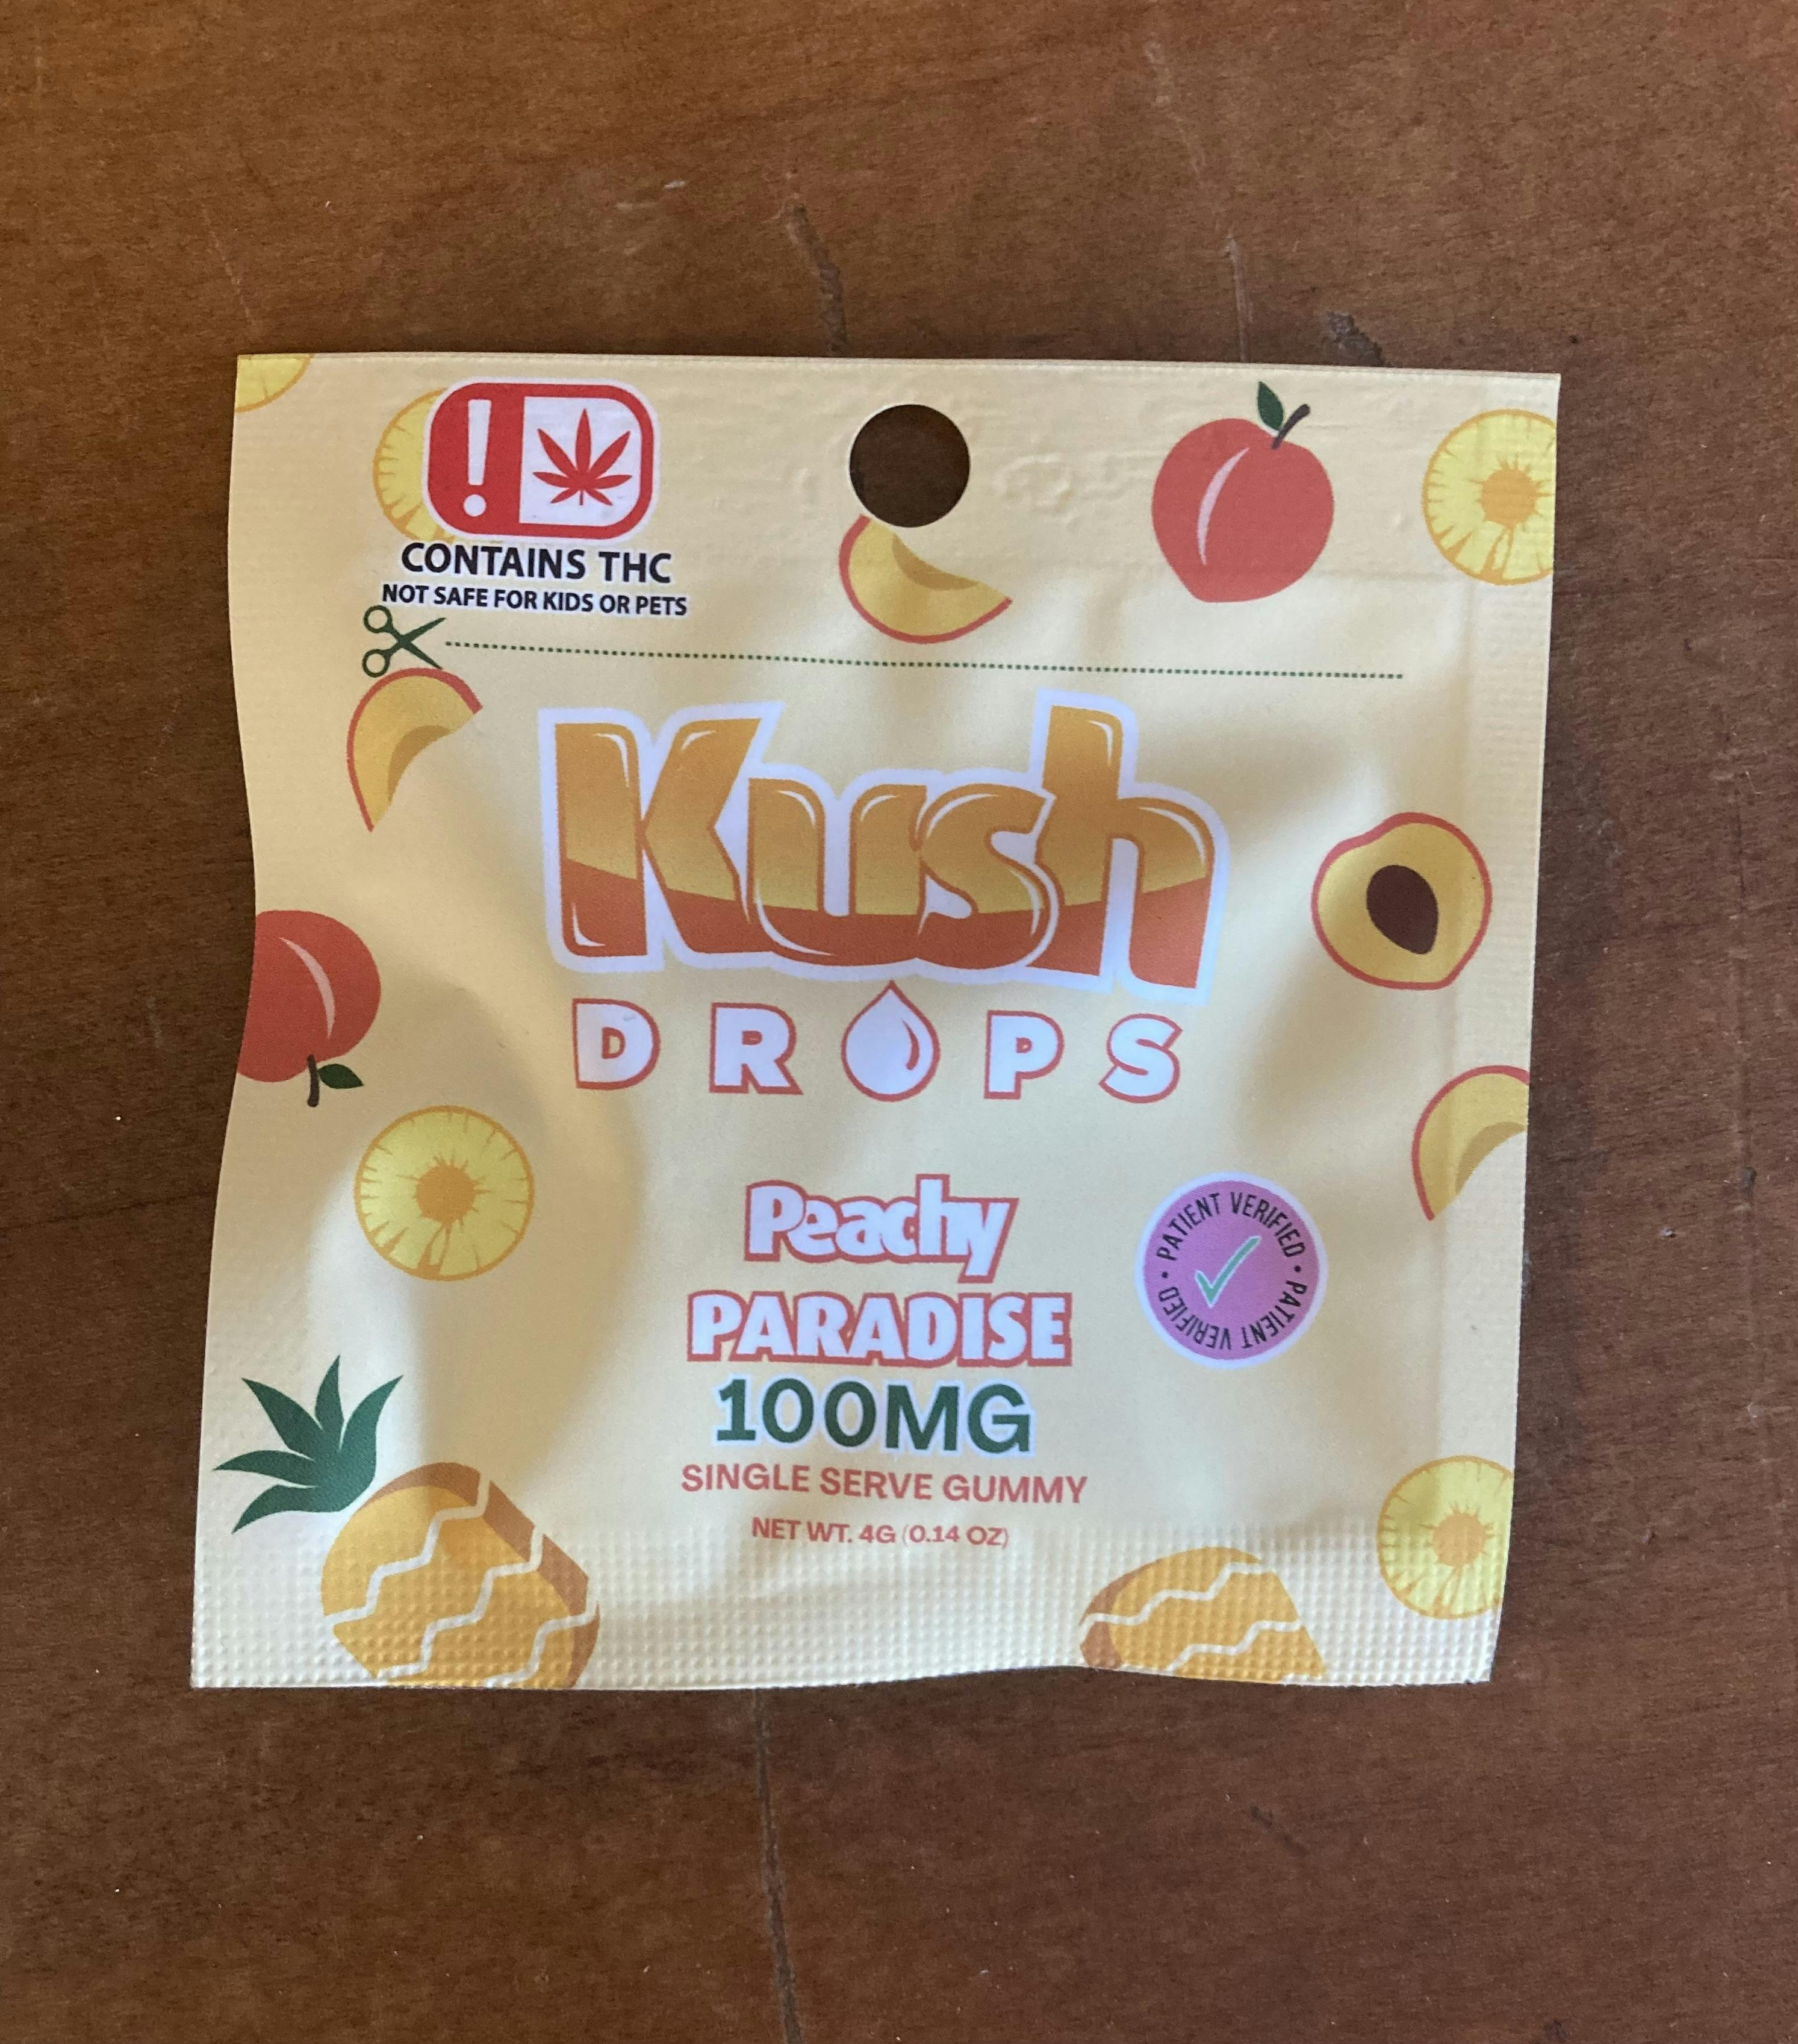 !
CONTAINS THC
NOT SAFE FOR KIDS OR PETS
Kush
DROPS
Peachy
PARADISE
100MG
SINGLE SERVE GUMMY
NET WT. 4G (0.14 OZ)
PATIENT VERIFIED • PATIENT VERIFIED •